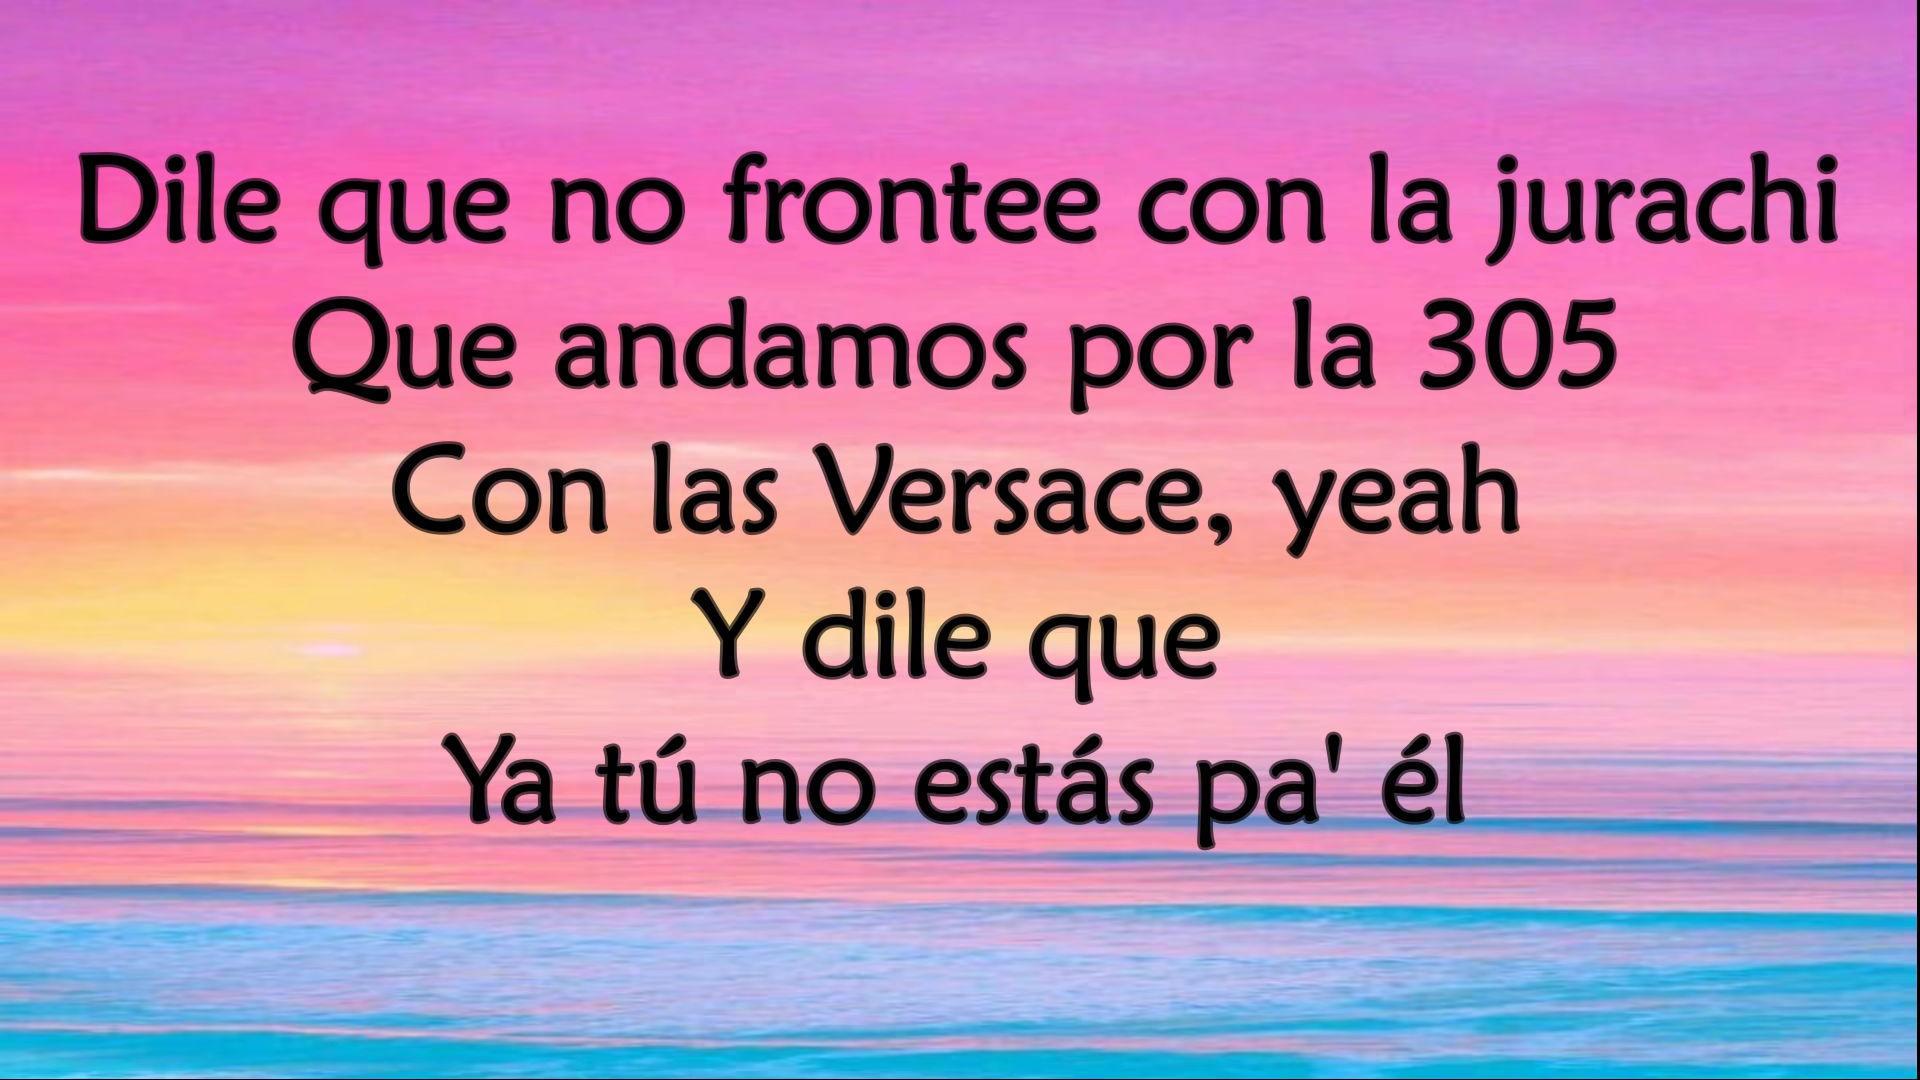 Dile que no frontee con la jurachi
Que andamos por la 305
Con las Versace, yeah
Y dile que
Ya tú no estás pa' él